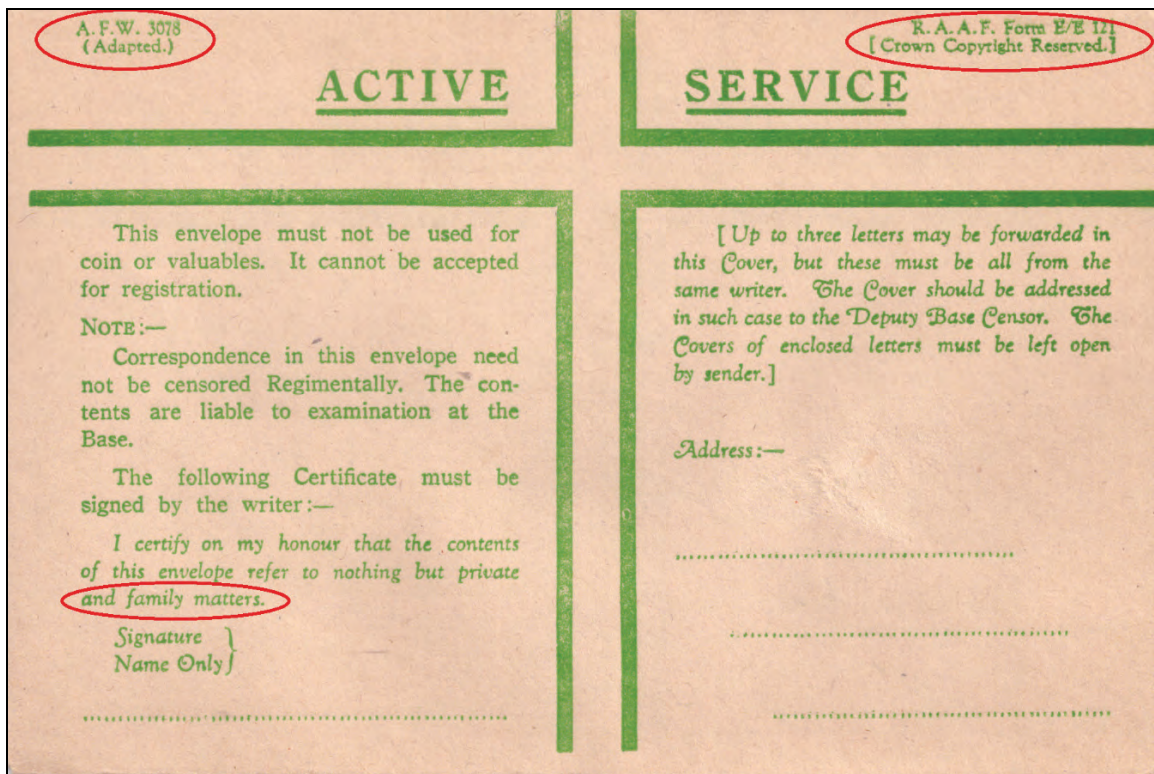 A. F. W. 3078
(Adapted.)
R. A. A. F. Form E/E 12]
[ Crown Copyright Reserved.]
ACTIVE SERVICE
This envelope must not be used for
coin or valuables. It cannot be accepted
for registration.
NOTE :—
Correspondence in this envelope need
not be censored Regimentally. The con-
tents are liable to examination at the
Base.
The following Certificate must be
signed by the writer :—
I certify on my honour that the contents
of this envelope refer to nothing but private
and family matters.
Signature }
Name Only
[ Up to three letters may be forwarded in
this Cover, but these must be all from the
same writer. The Cover should be addressed
in such case to the Deputy Base Censor. The
Covers of enclosed letters must be left open
by sender.]
Address :—